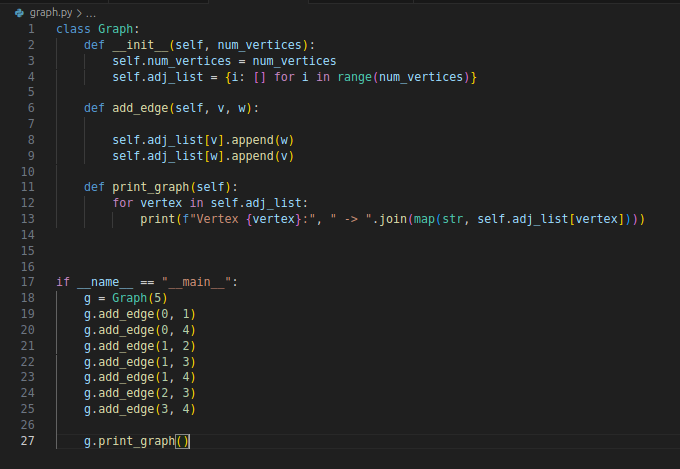 graph.py > ...
1 class Graph:
2     def __init__(self, num_vertices):
3         self.num_vertices = num_vertices
4         self.adj_list = {i: [] for i in range(num_vertices)}
5
6     def add_edge(self, v, w):
7
8         self.adj_list[v].append(w)
9         self.adj_list[w].append(v)
10
11     def print_graph(self):
12         for vertex in self.adj_list:
13             print(f"Vertex {vertex}:", " -> ".join(map(str, self.adj_list[vertex])))
14
15
16
17 if __name__ == "__main__":
18     g = Graph(5)
19     g.add_edge(0, 1)
20     g.add_edge(0, 4)
21     g.add_edge(1, 2)
22     g.add_edge(1, 3)
23     g.add_edge(1, 4)
24     g.add_edge(2, 3)
25     g.add_edge(3, 4)
26
27     g.print_graph()